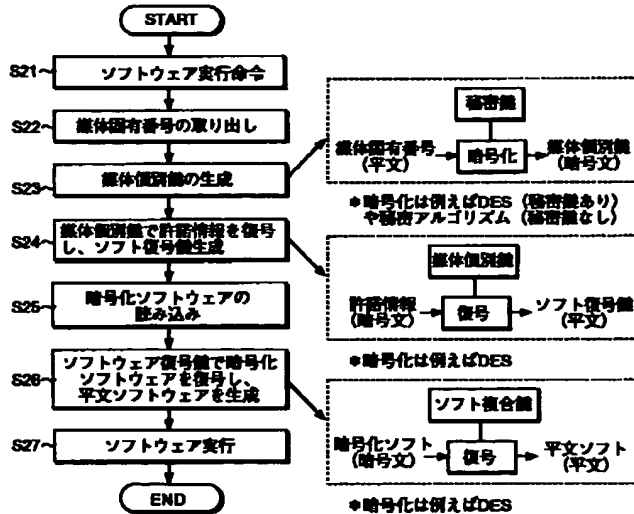 START
S21
ソフトウェア実行命令
S22
媒体固有番号の取り出し
S23
媒体個別鍵の生成
S24
媒体個別鍵で許諾情報を復号
し、ソフト復号鍵生成
S25
暗号化ソフトウェアの
読み込み
S26
ソフトウェア復号鍵で暗号化
ソフトウェアを復号し、
平文ソフトウェアを生成
S27
ソフトウェア実行
END
秘密鍵
媒体固有番号
(平文)
暗号化
媒体個別鍵
(暗号文)
*暗号化は例えばDES(秘密鍵あり)
や秘密アルゴリズム(秘密鍵なし)
媒体個別鍵
許諾情報
(暗号文)
復号
ソフト復号鍵
(平文)
*暗号化は例えばDES
ソフト複合鍵
暗号化ソフト
(暗号文)
復号
平文ソフト
(平文)
*暗号化は例えばDES